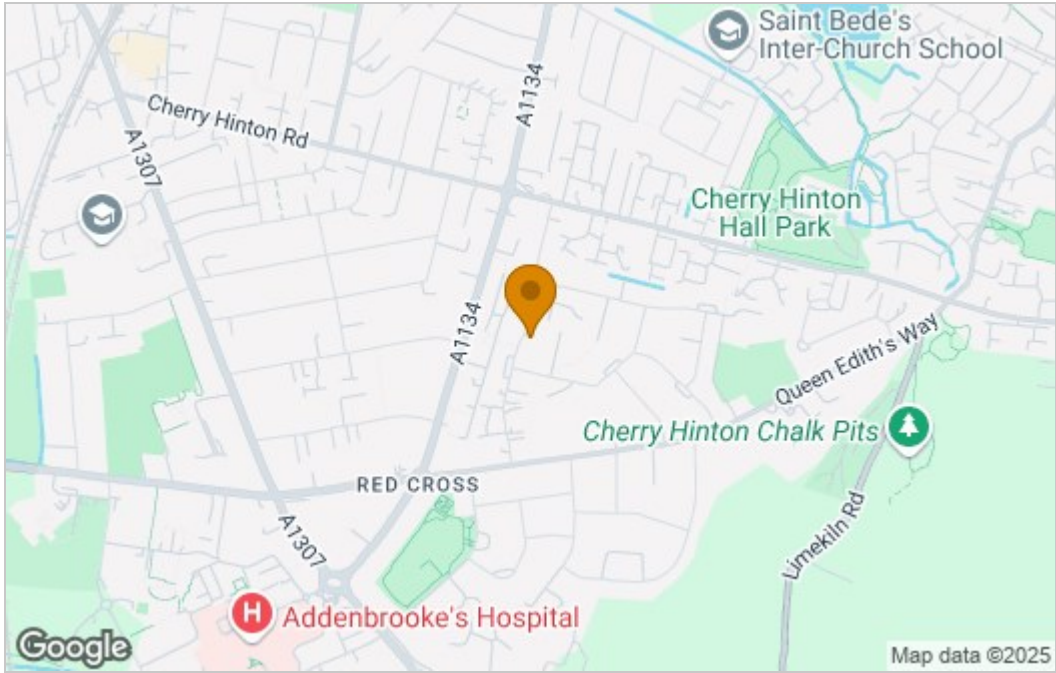 Saint Bede's
Inter-Church School
A1134
Cherry Hinton Rd
A1307
Cherry Hinton
Hall Park
A1134
Queen Edith's Way
Cherry Hinton Chalk Pits
RED CROSS
Limekiln Rd
A1307
H
Addenbrooke's Hospital
Google
Map data ©2025